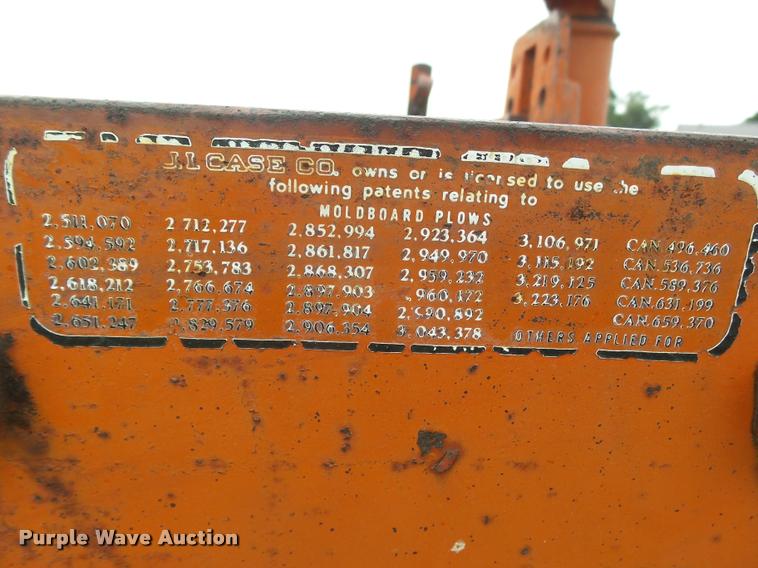 J.I. CASE CO. owns or is licensed to use the
following patents relating to
MOLDBOARD PLOWS
2,511,070 2,712,277 2,852,994 2,923,364 3,106,971 CAN. 496,460
2,594,592 2,717,136 2,861,817 2,949,970 3,115,192 CAN. 536,736
2,602,389 2,753,783 2,868,307 2,959,232 3,219,125 CAN. 589,376
2,618,212 2,766,674 2,897,903 960,172 3,223,176 CAN. 631,199
2,641,171 2,777,376 2,897,904 2,990,892 CAN. 659,370
2,651,247 2,829,579 2,906,354 3,043,378 OTHERS APPLIED FOR
Purple Wave Auction